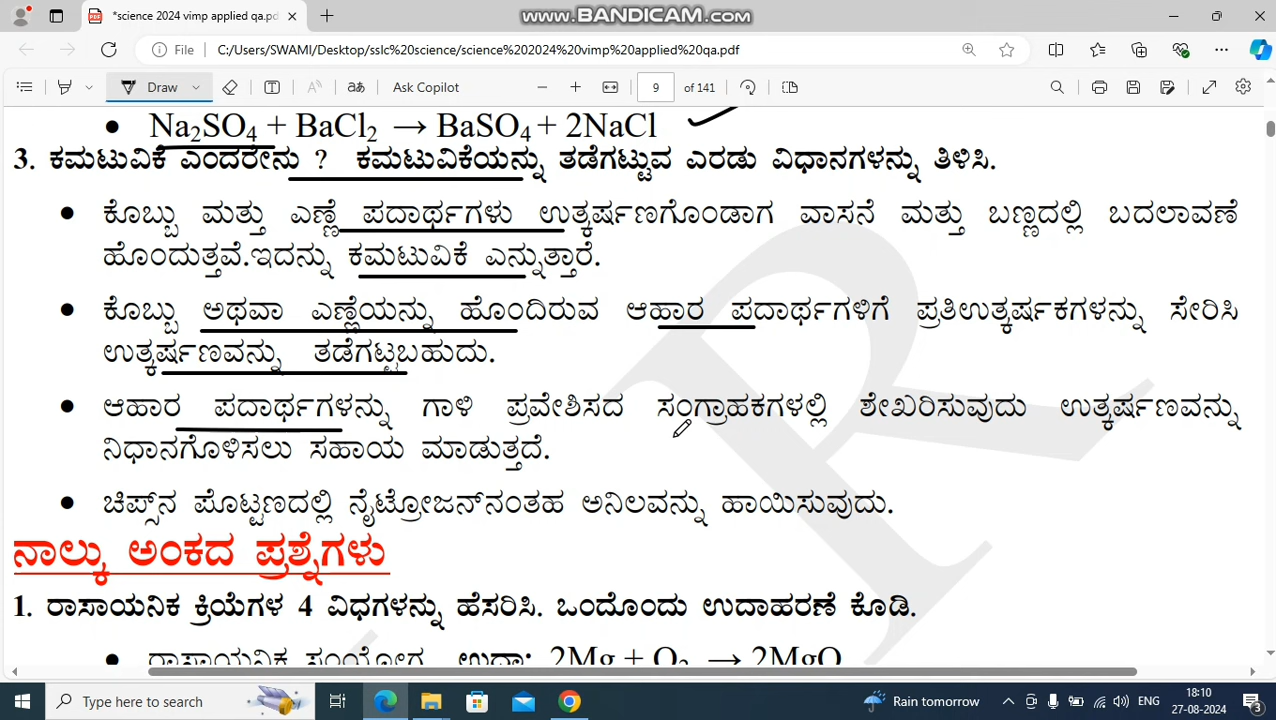 www.BANDICAM.com
*science 2024 vimp applied qa.pd
File C:/Users/SWAMI/Desktop/sslc%20science/science%202024%20vimp%20applied%20qa.pdf
Draw Ask Copilot 9 of 141
• Na₂SO₄ + BaCl₂ → BaSO₄ + 2NaCl
3. ಕಮಟುವಿಕೆ ಎಂದರೇನು ? ಕಮಟುವಿಕೆಯನ್ನು ತಡೆಗಟ್ಟುವ ಎರಡು ವಿಧಾನಗಳನ್ನು ತಿಳಿಸಿ.
• ಕೊಬ್ಬು ಮತ್ತು ಎಣ್ಣೆ ಪದಾರ್ಥಗಳು ಉತ್ಕರ್ಷಣಗೊಂಡಾಗ ವಾಸನೆ ಮತ್ತು ಬಣ್ಣದಲ್ಲಿ ಬದಲಾವಣೆ
ಹೊಂದುತ್ತವೆ.ಇದನ್ನು ಕಮಟುವಿಕೆ ಎನ್ನುತ್ತಾರೆ.
• ಕೊಬ್ಬು ಅಥವಾ ಎಣ್ಣೆಯನ್ನು ಹೊಂದಿರುವ ಆಹಾರ ಪದಾರ್ಥಗಳಿಗೆ ಪ್ರತಿಉತ್ಕರ್ಷಕಗಳನ್ನು ಸೇರಿಸಿ
ಉತ್ಕರ್ಷಣವನ್ನು ತಡೆಗಟ್ಟಬಹುದು.
• ಆಹಾರ ಪದಾರ್ಥಗಳನ್ನು ಗಾಳಿ ಪ್ರವೇಶಿಸದ ಸಂಗ್ರಾಹಕಗಳಲ್ಲಿ ಶೇಖರಿಸುವುದು ಉತ್ಕರ್ಷಣವನ್ನು
ನಿಧಾನಗೊಳಿಸಲು ಸಹಾಯ ಮಾಡುತ್ತದೆ.
• ಚಿಪ್ಸ್‌ನ ಪೊಟ್ಟಣದಲ್ಲಿ ನೈಟ್ರೋಜನ್‌ನಂತಹ ಅನಿಲವನ್ನು ಹಾಯಿಸುವುದು.
ನಾಲ್ಕು ಅಂಕದ ಪ್ರಶ್ನೆಗಳು
1. ರಾಸಾಯನಿಕ ಕ್ರಿಯೆಗಳ 4 ವಿಧಗಳನ್ನು ಹೆಸರಿಸಿ. ಒಂದೊಂದು ಉದಾಹರಣೆ ಕೊಡಿ.
• ರಾಸಾಯನಿಕ ಸಂಯೋಗ ಉದಾ: 2Mg + O₂ → 2MgO
Type here to search Rain tomorrow ENG 18:10
27-08-2024 3